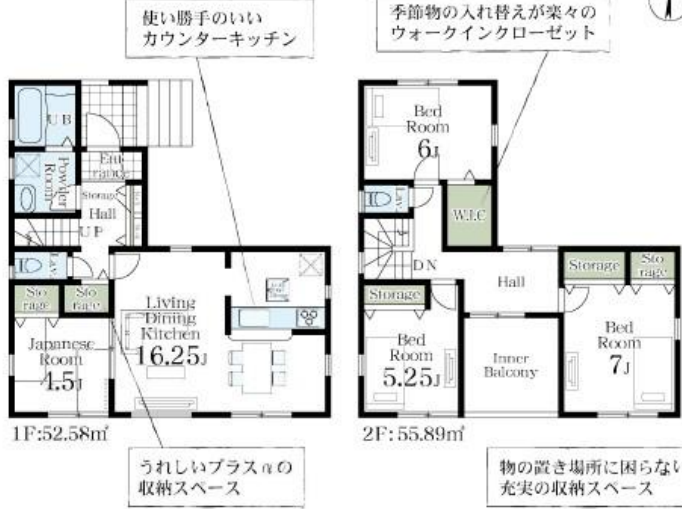 使い勝手のいい
カウンターキッチン
季節物の入れ替えが楽々の
ウォークインクローゼット
UB
Powder
Room
Ent
rance
Storage
Hall
UP
Lav.
Sto
rage
Sto
rage
Japanese
Room
4.5J
Living
Dining
Kitchen
16.25J
1F:52.58㎡
うれしいプラスαの
収納スペース
Bed
Room
6J
Lav.
W.I.C
DN
Hall
Storage
Sto
rage
Storage
Bed
Room
5.25J
Inner
Balcony
Bed
Room
7J
2F:55.89㎡
物の置き場所に困らない
充実の収納スペース